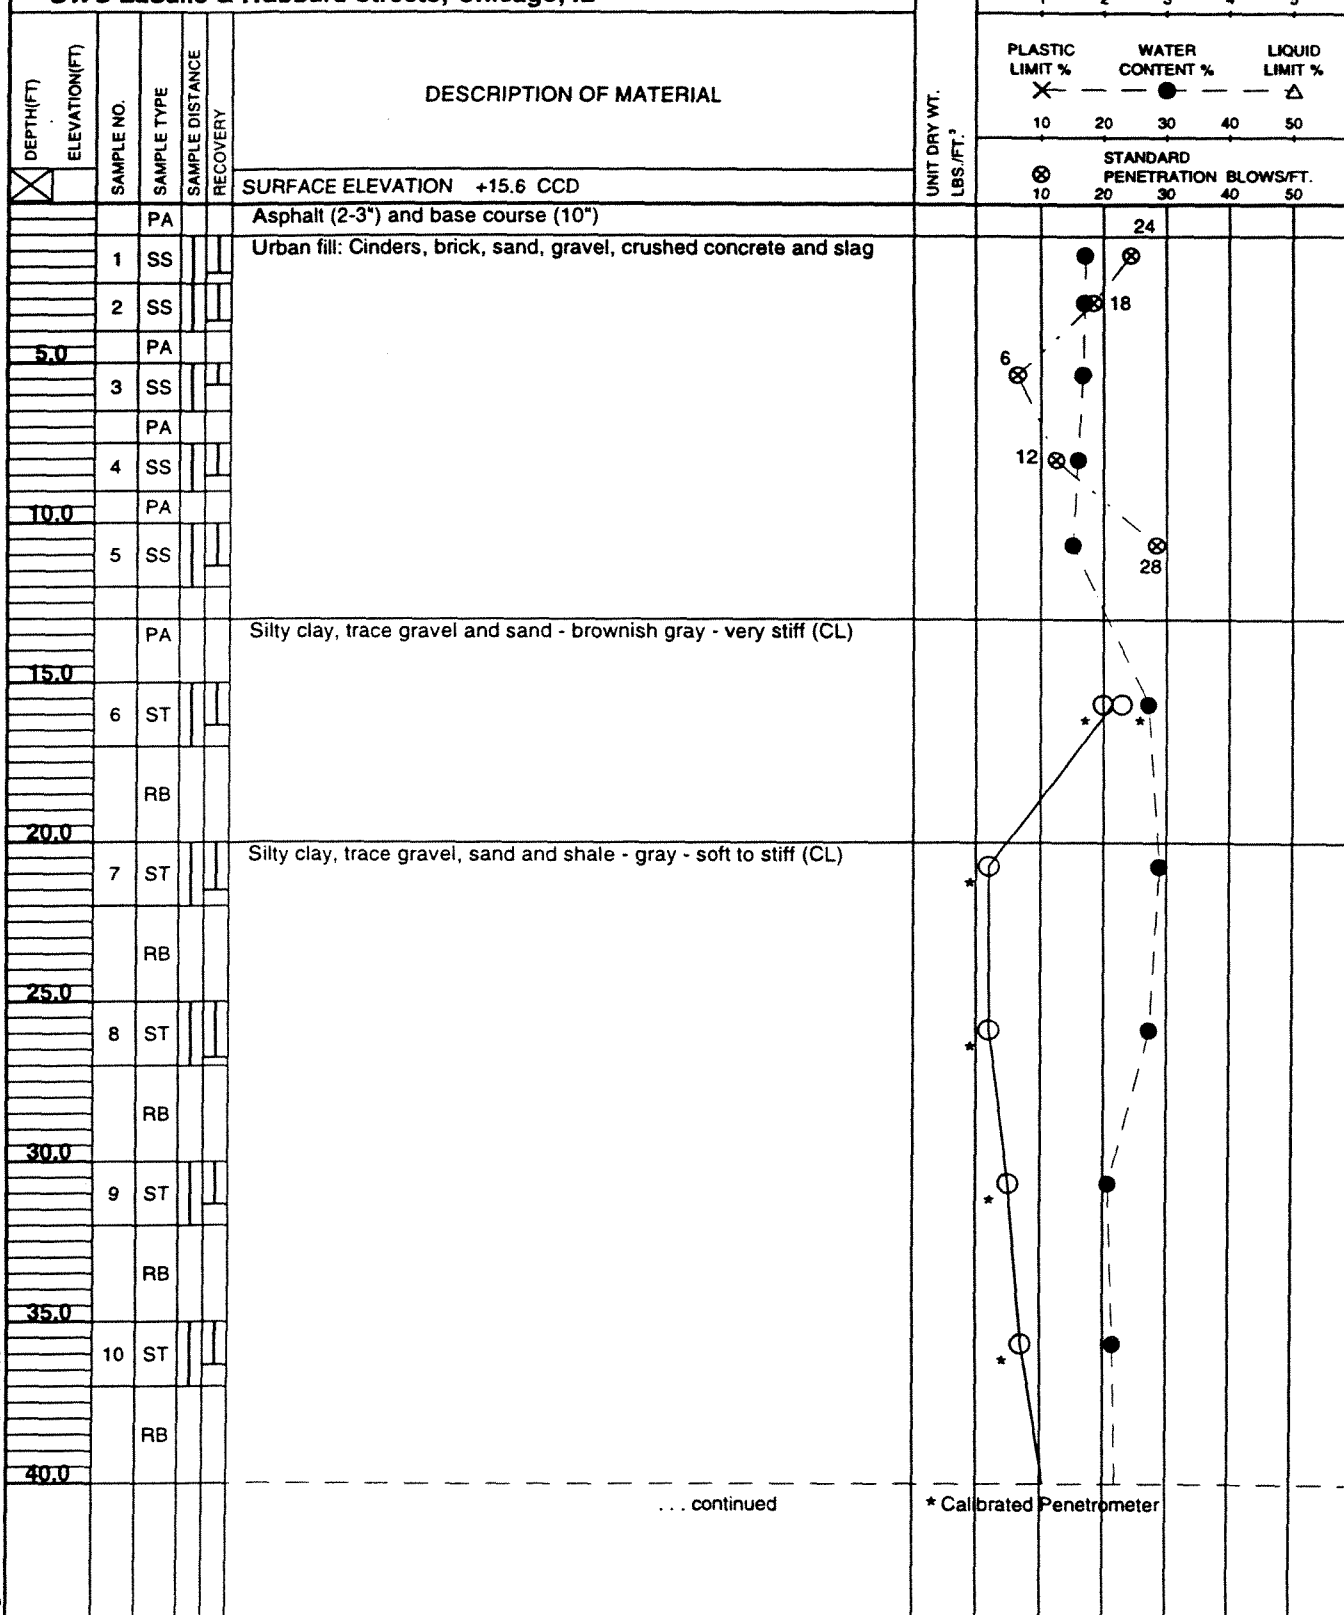 1 2 3 4 5
DEPTH(FT)
ELEVATION(FT)
SAMPLE NO.
SAMPLE TYPE
SAMPLE DISTANCE
RECOVERY
DESCRIPTION OF MATERIAL
SURFACE ELEVATION +15.6 CCD
UNIT DRY WT.
LBS./FT.³
PLASTIC LIMIT %
WATER CONTENT %
LIQUID LIMIT %
10 20 30 40 50
STANDARD
PENETRATION BLOWS/FT.
10 20 30 40 50
PA Asphalt (2-3") and base course (10")
24
1 SS Urban fill: Cinders, brick, sand, gravel, crushed concrete and slag
2 SS 18
5.0 PA
6
3 SS
PA
4 SS 12
10.0 PA
5 SS
28
PA Silty clay, trace gravel and sand - brownish gray - very stiff (CL)
15.0
6 ST * *
RB
20.0
Silty clay, trace gravel, sand and shale - gray - soft to stiff (CL)
7 ST *
RB
25.0
8 ST *
RB
30.0
9 ST *
RB
35.0
10 ST *
RB
40.0
... continued
* Calibrated Penetrometer